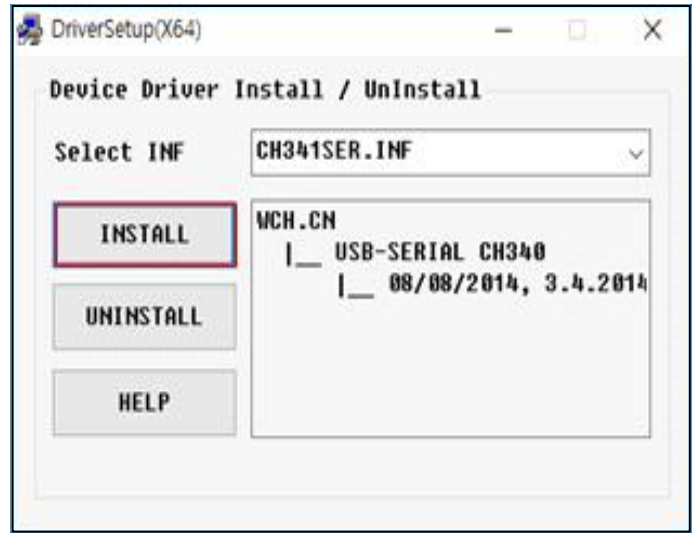 DriverSetup(X64)
Device Driver Install / UnInstall
Select INF CH341SER.INF
INSTALL
UNINSTALL
HELP
WCH.CN
|__ USB-SERIAL CH340
|__ 08/08/2014, 3.4.2014